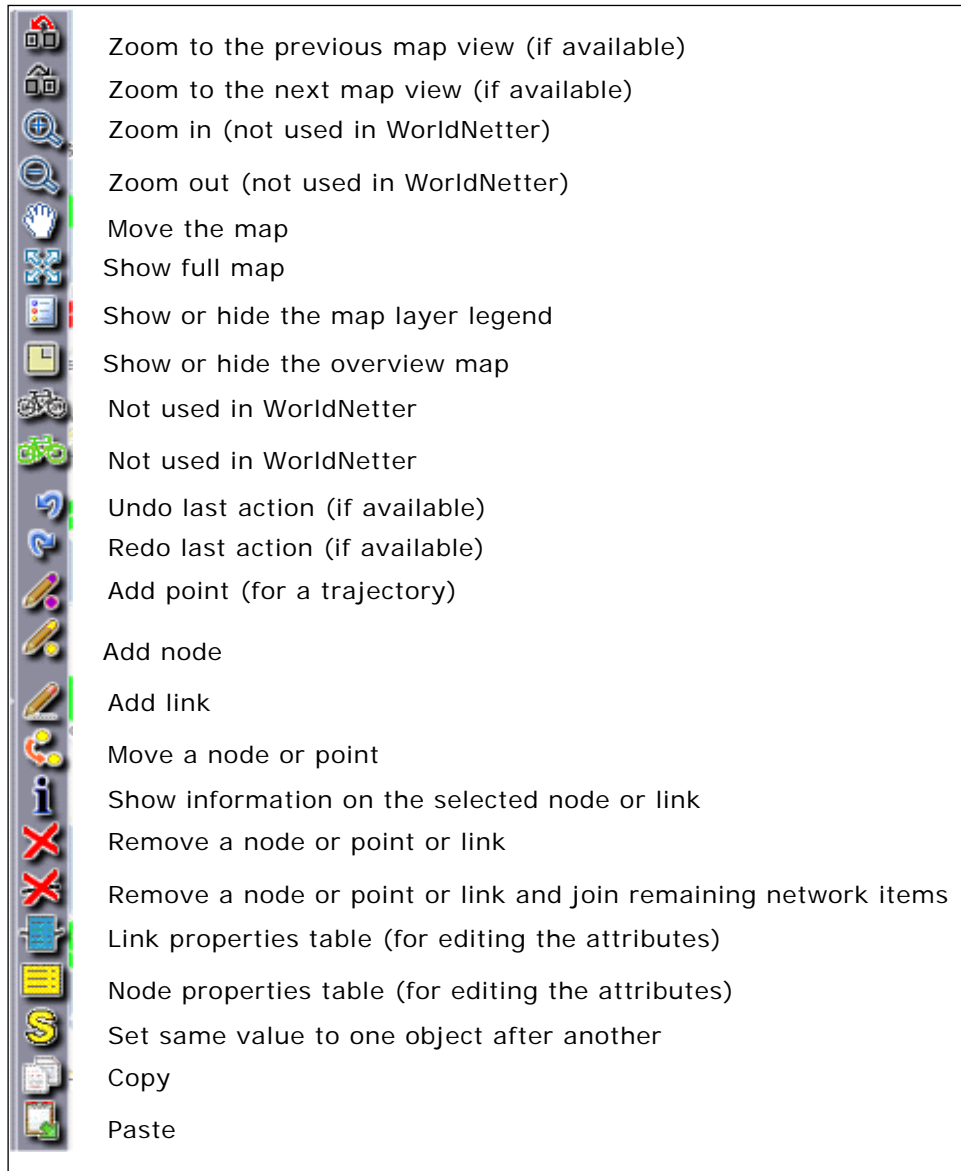 Zoom to the previous map view (if available)
Zoom to the next map view (if available)
Zoom in (not used in WorldNetter)
Zoom out (not used in WorldNetter)
Move the map
Show full map
Show or hide the map layer legend
Show or hide the overview map
Not used in WorldNetter
Not used in WorldNetter
Undo last action (if available)
Redo last action (if available)
Add point (for a trajectory)
Add node
Add link
Move a node or point
Show information on the selected node or link
Remove a node or point or link
Remove a node or point or link and join remaining network items
Link properties table (for editing the attributes)
Node properties table (for editing the attributes)
Set same value to one object after another
Copy
Paste